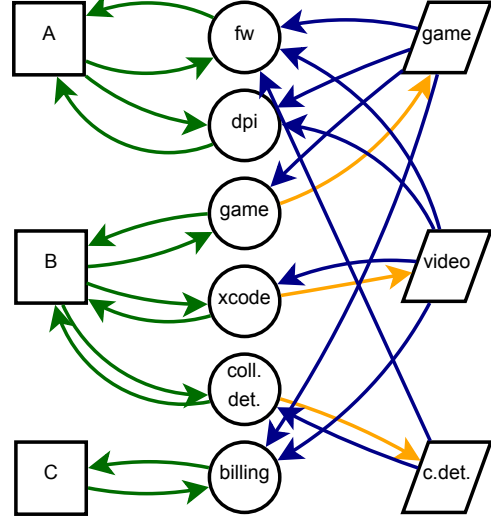 A
fw
game
dpi
game
B
video
xcode
coll.
det.
C
billing
c.det.